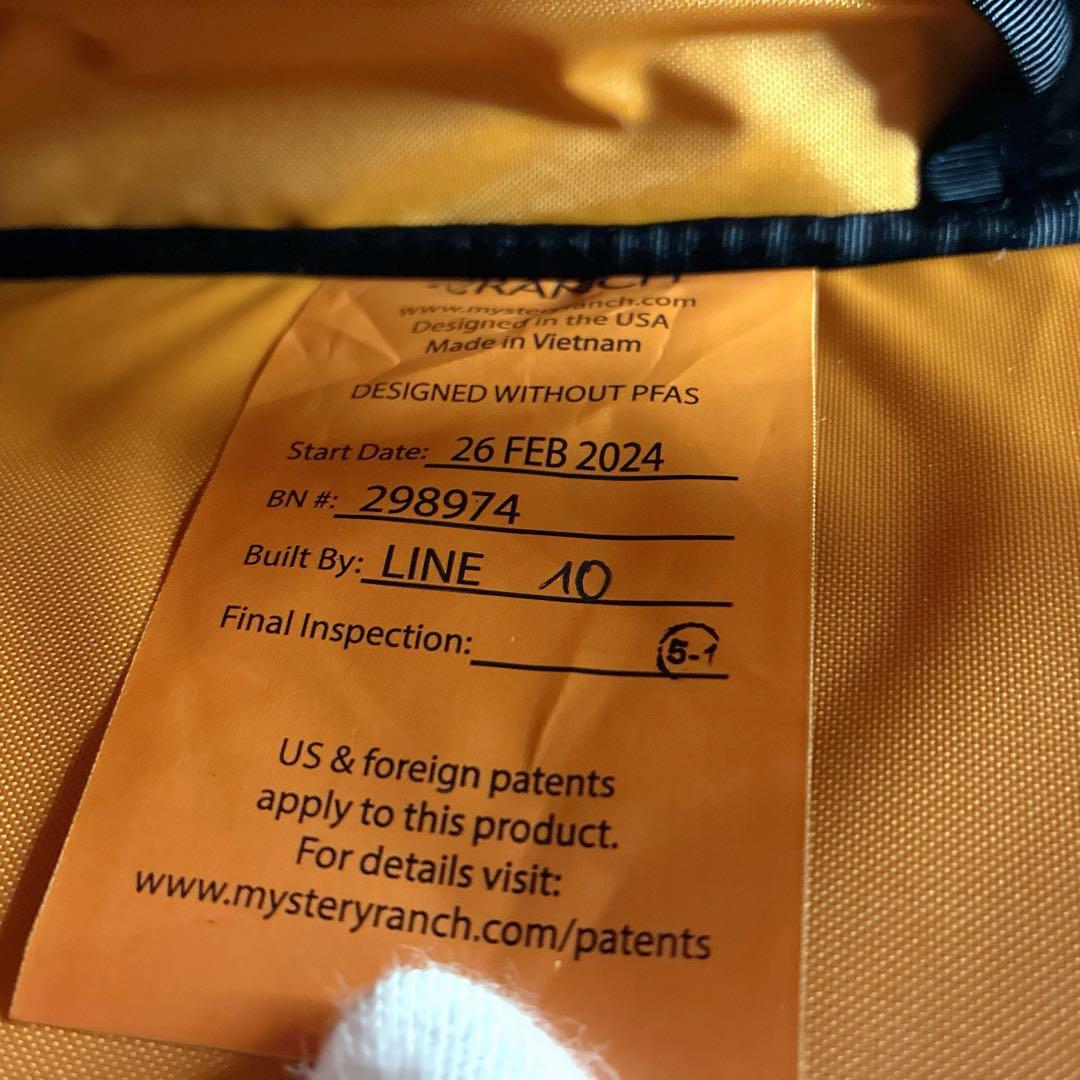 RANCH
www.mysteryranch.com
Designed in the USA
Made in Vietnam
DESIGNED WITHOUT PFAS
Start Date: 26 FEB 2024
BN #: 298974
Built By: LINE 10
Final Inspection: 5-1
US & foreign patents
apply to this product.
For details visit:
www.mysteryranch.com/patents